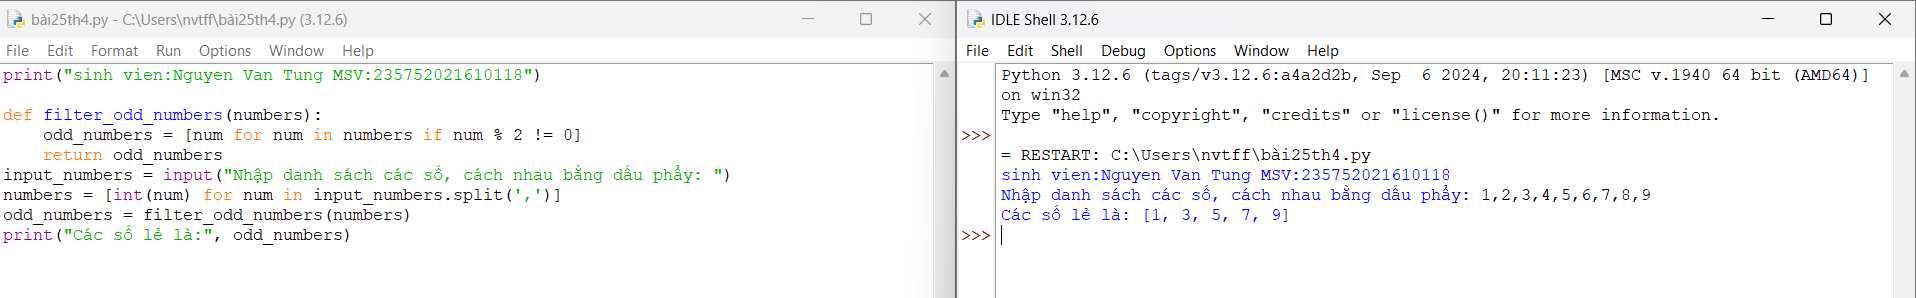 bài25th4.py - C:\Users\nvtff\bài25th4.py (3.12.6)
File Edit Format Run Options Window Help
print("sinh vien:Nguyen Van Tung MSV:235752021610118")
def filter_odd_numbers(numbers):
    odd_numbers = [num for num in numbers if num % 2 != 0]
    return odd_numbers
input_numbers = input("Nhập danh sách các số, cách nhau bằng dấu phẩy: ")
numbers = [int(num) for num in input_numbers.split(',')]
odd_numbers = filter_odd_numbers(numbers)
print("Các số lẻ là:", odd_numbers)
IDLE Shell 3.12.6
File Edit Shell Debug Options Window Help
Python 3.12.6 (tags/v3.12.6:a4a2d2b, Sep  6 2024, 20:11:23) [MSC v.1940 64 bit (AMD64)]
on win32
Type "help", "copyright", "credits" or "license()" for more information.
>>>
= RESTART: C:\Users\nvtff\bài25th4.py
sinh vien:Nguyen Van Tung MSV:235752021610118
Nhập danh sách các số, cách nhau bằng dấu phẩy: 1,2,3,4,5,6,7,8,9
Các số lẻ là: [1, 3, 5, 7, 9]
>>>